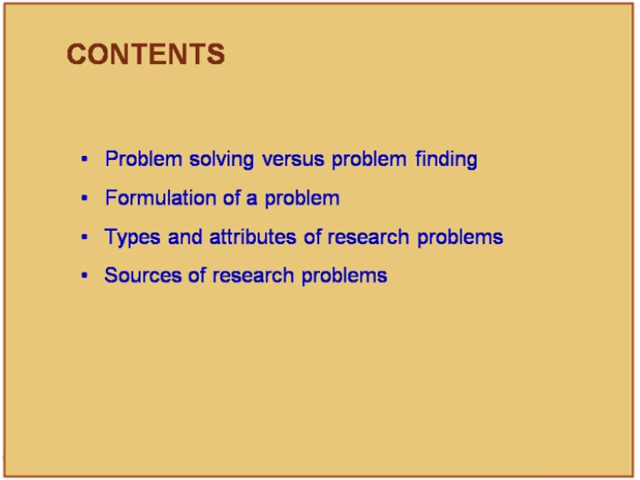 CONTENTS
• Problem solving versus problem finding
• Formulation of a problem
• Types and attributes of research problems
• Sources of research problems